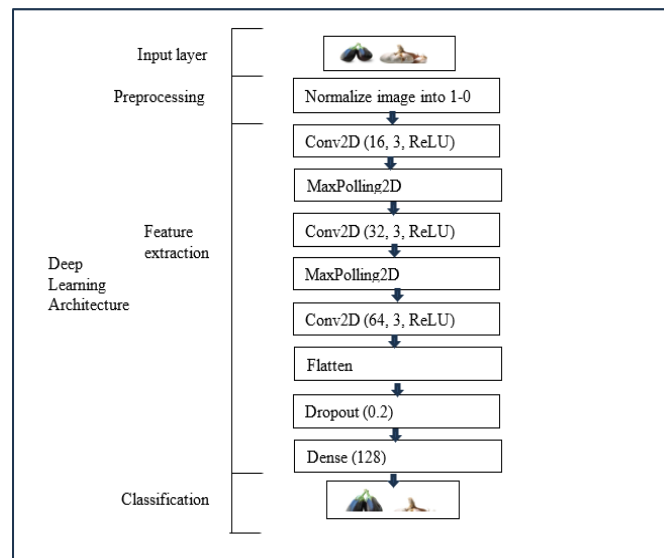 Input layer
Preprocessing
Normalize image into 1-0
Conv2D (16, 3, ReLU)
MaxPolling2D
Conv2D (32, 3, ReLU)
Feature
extraction
Deep
Learning
Architecture
MaxPolling2D
Conv2D (64, 3, ReLU)
Flatten
Dropout (0.2)
Dense (128)
Classification